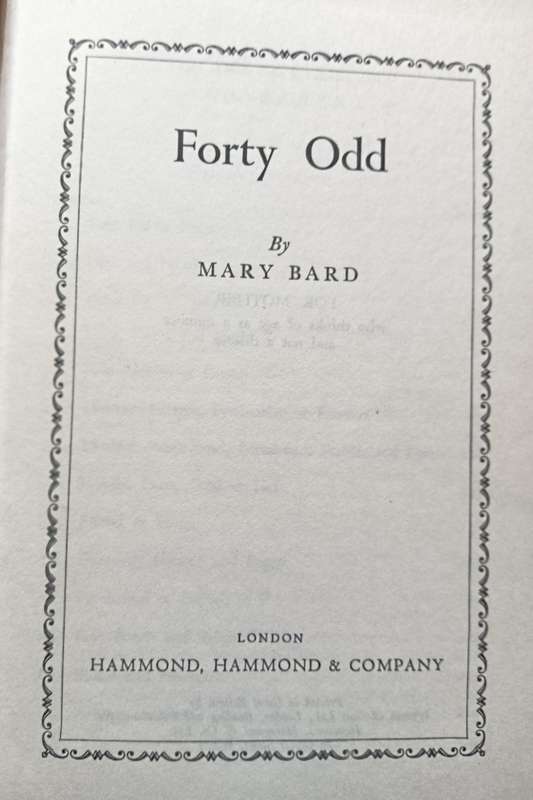 Forty Odd
By
MARY BARD
LONDON
HAMMOND, HAMMOND & COMPANY